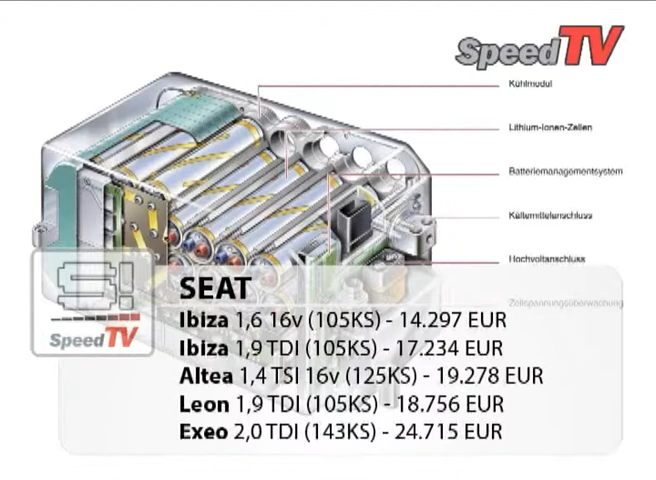 SpeedTV
Kühlmodul
Lithium-Ionen-Zellen
Batteriemanagementsystem
Kältemittelanschluss
Hochvoltanschluss
Zellspannungsüberwachung
S!
SpeedTV
SEAT
Ibiza 1,6 16v (105KS) - 14.297 EUR
Ibiza 1,9 TDI (105KS) - 17.234 EUR
Altea 1,4 TSI 16v (125KS) - 19.278 EUR
Leon 1,9 TDI (105KS) - 18.756 EUR
Exeo 2,0 TDI (143KS) - 24.715 EUR